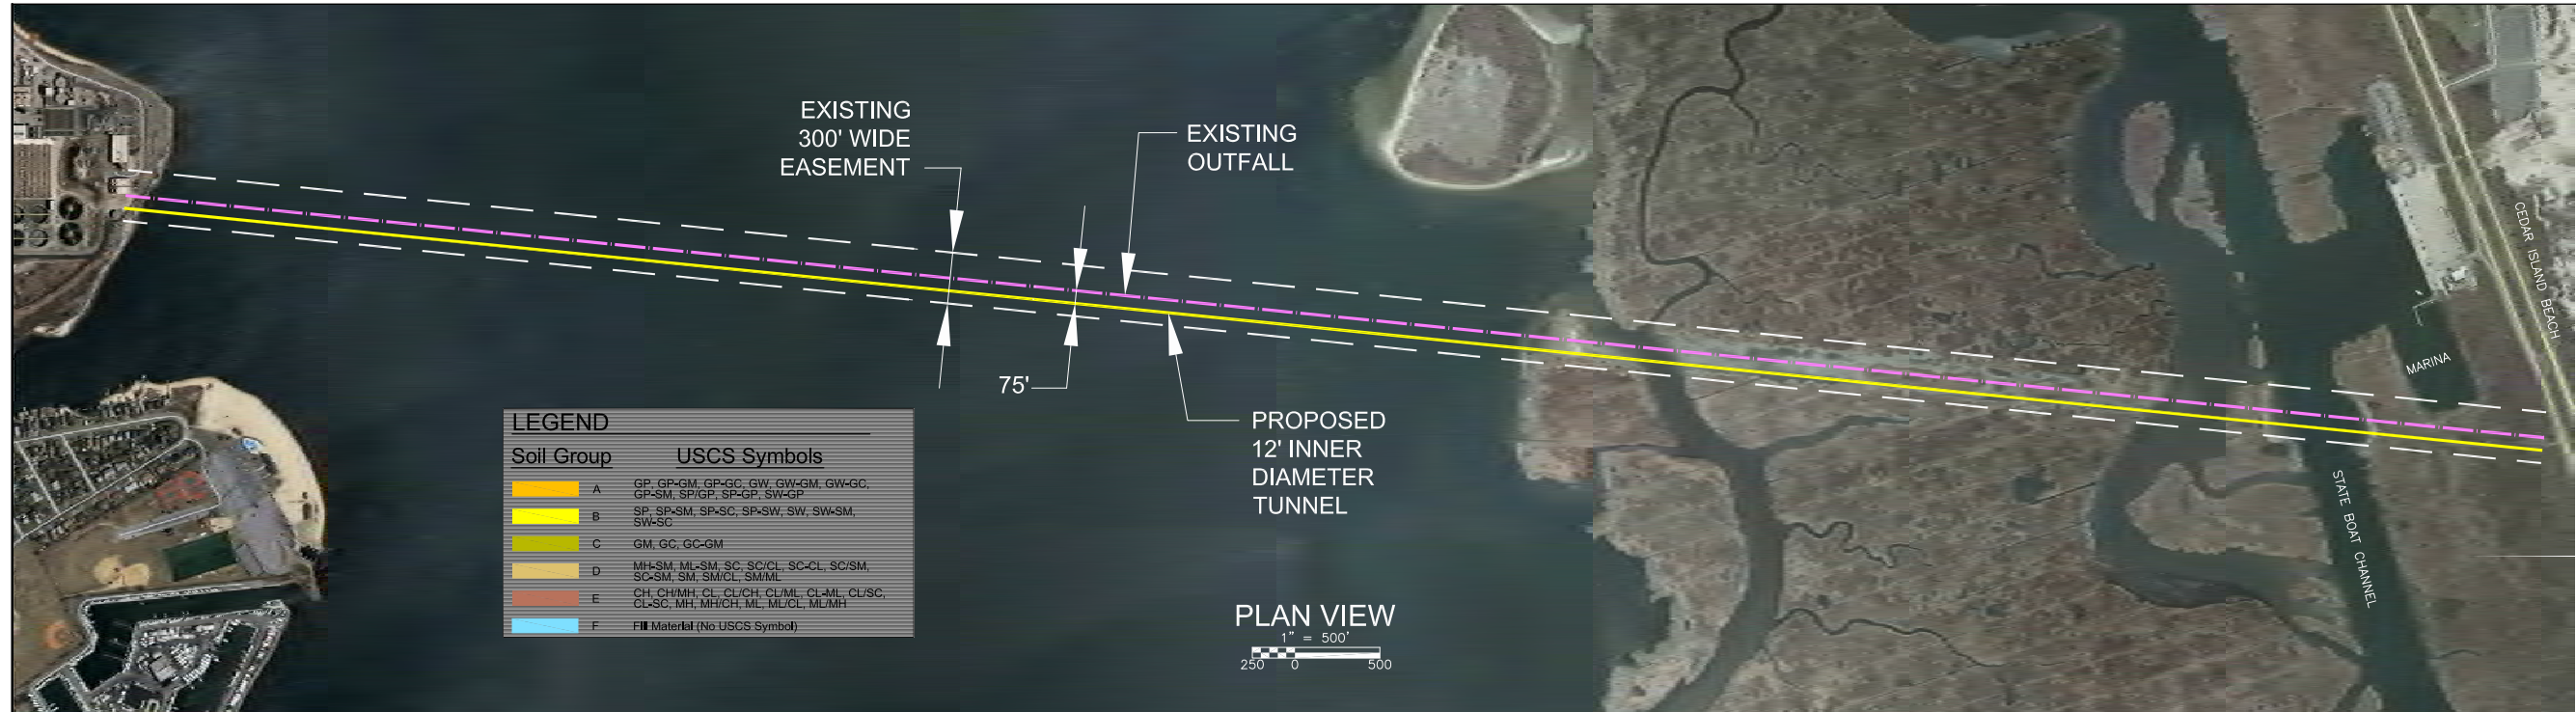 EXISTING
300' WIDE
EASEMENT
EXISTING
OUTFALL
75'
PROPOSED
12' INNER
DIAMETER
TUNNEL
LEGEND
Soil Group USCS Symbols
A GP, GP-GM, GP-GC, GW, GW-GM, GW-GC,
GP-SM, SP/GP, SP-GP, SW-GP
B SP, SP-SM, SP-SC, SP-SW, SW, SW-SM,
SW-SC
C GM, GC, GC-GM
D MH-SM, ML-SM, SC, SC/CL, SC-CL, SC/SM,
SC-SM, SM, SM/CL, SM/ML
E CH, CH/MH, CL, CL/CH, CL/ML, CL-ML, CL/SC,
CL-SC, MH, MH/CH, ML, ML/CL, ML/MH
F Fill Material (No USCS Symbol)
PLAN VIEW
1" = 500'
250 0 500
CEDAR ISLAND BEACH
MARINA
STATE BOAT CHANNEL